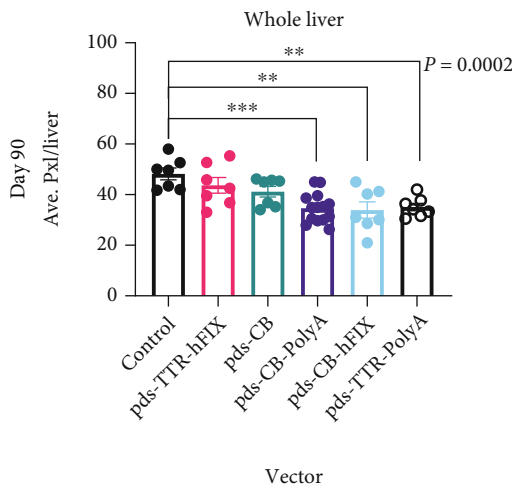 Whole liver
Day 90
Ave. Pxl/liver
100
80
60
40
20
0
**
**
***
P = 0.0002
Control
pds-TTR-hFIX
pds-CB
pds-CB-PolyA
pds-CB-hFIX
pds-TTR-PolyA
Vector